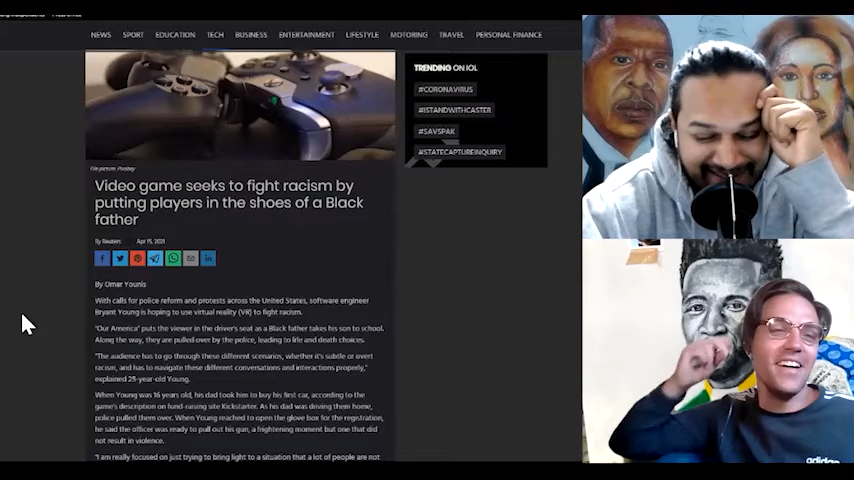 NEWS SPORT EDUCATION TECH BUSINESS ENTERTAINMENT LIFESTYLE MOTORING TRAVEL PERSONAL FINANCE
TRENDING ON IOL
#CORONAVIRUS
#ISTANDWITHCASTER
#SAVSPAK
#STATECAPTUREINQUIRY
File picture: Pixabay
Video game seeks to fight racism by
putting players in the shoes of a Black
father
By Reuters Apr 15, 2021
By Omar Younis
With calls for police reform and protests across the United States, software engineer
Bryant Young is hoping to use virtual reality (VR) to fight racism.
"Our America" puts the viewer in the driver's seat as a Black father takes his son to school.
Along the way, they are pulled over by the police, leading to life and death choices.
"The audience has to go through these different scenarios, whether it's subtle or overt
racism, and has to navigate these different conversations and interactions properly,"
explained 25-year-old Young.
When Young was 16 years old, his dad took him to buy his first car, according to the
game's description on fund-raising site Kickstarter. As his dad was driving them home,
police pulled them over. When Young reached to open the glove box for the registration,
he said the officer was ready to pull out his gun, a frightening moment but one that did
not result in violence.
"I am really focused on just trying to bring light to a situation that a lot of people are not
adidas